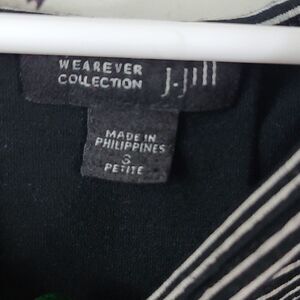 WEAREVER
COLLECTION
J.Jill
MADE IN
PHILIPPINES
S
PETITE